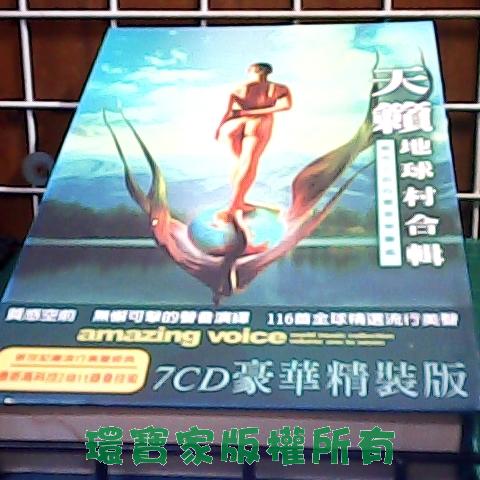 天籟
地球村合輯
質感空前 無懈可擊的聲音演繹 116首全球精選流行美聲
amazing voice
7CD豪華精裝版
環寶家版權所有